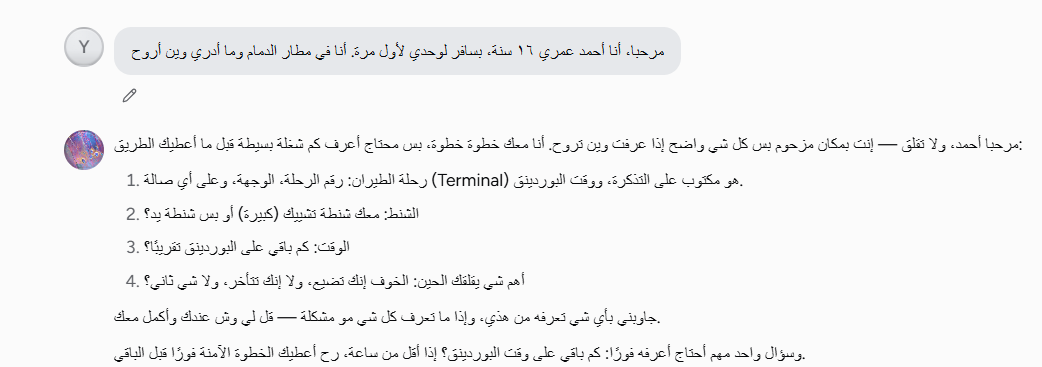 Y
مرحبا، أنا أحمد عمري ١٦ سنة، بسافر لوحدي لأول مرة. أنا في مطار الدمام وما أدري وين أروح
مرحبا أحمد، ولا تقلق — إنت بمكان مزحوم بس كل شي واضح إذا عرفت وين تروح. أنا معك خطوة خطوة، بس محتاج أعرف كم شغلة بسيطة قبل ما أعطيك الطريق:
1. رحلة الطيران: رقم الرحلة، الوجهة، وعلى أي صالة (Terminal) هو مكتوب على التذكرة، ووقت البوردينق.
2. الشنط: معك شنطة تشييك (كبيرة) أو بس شنطة يد؟
3. الوقت: كم باقي على البوردينق تقريبًا؟
4. أهم شي يقلقك الحين: الخوف إنك تضيع، ولا إنك تتأخر، ولا شي ثاني؟
جاوبني بأي شي تعرفه من هذي، وإذا ما تعرف كل شي مو مشكلة — قل لي وش عندك وأكمل معك.
وسؤال واحد مهم أحتاج أعرفه فورًا: كم باقي على وقت البوردينق؟ إذا أقل من ساعة، رح أعطيك الخطوة الآمنة فورًا قبل الباقي.